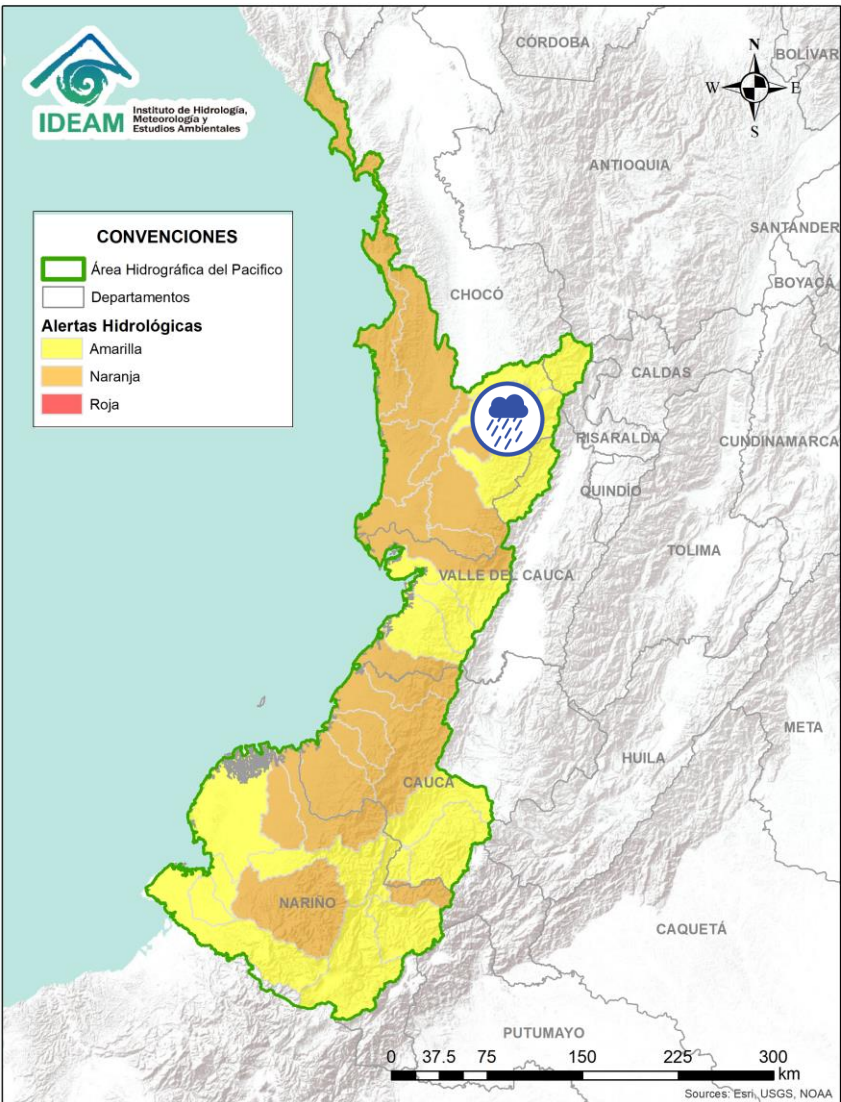 IDEAM
Instituto de Hidrología,
Meteorología y
Estudios Ambientales
N
W
E
S
CÓRDOBA
BOLÍVAR
ANTIOQUIA
SANTANDER
BOYACÁ
CONVENCIONES
Área Hidrográfica del Pacifico
Departamentos
Alertas Hidrológicas
Amarilla
Naranja
Roja
CHOCÓ
CALDAS
RISARALDA
CUNDINAMARCA
QUINDÍO
TOLIMA
VALLE DEL CAUCA
META
HUILA
CAUCA
NARIÑO
CAQUETÁ
PUTUMAYO
0 37.5 75 150 225 300
km
Sources: Esri, USGS, NOAA